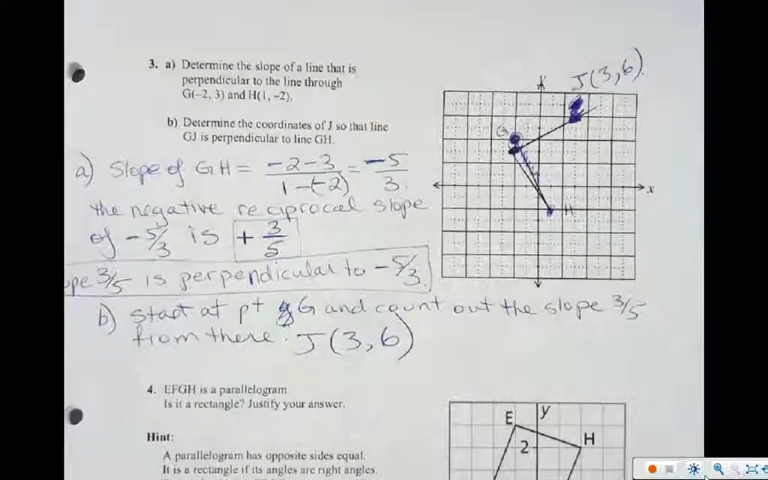 3. a) Determine the slope of a line that is
perpendicular to the line through
G(−2, 3) and H(1, −2).
b) Determine the coordinates of J so that line
GJ is perpendicular to line GH.
J(3,6).
G
H
x
a) Slope of GH = -2-3 / 1-(-2) = -5 / 3
the negative reciprocal slope
of -5/3 is + 3/5
ope 3/5 is perpendicular to -5/3.
b) start at pt G and count out the slope 3/5
from there. J(3,6)
4. EFGH is a parallelogram
Is it a rectangle? Justify your answer.
Hint:
A parallelogram has opposite sides equal.
It is a rectangle if its angles are right angles.
E
y
H
2